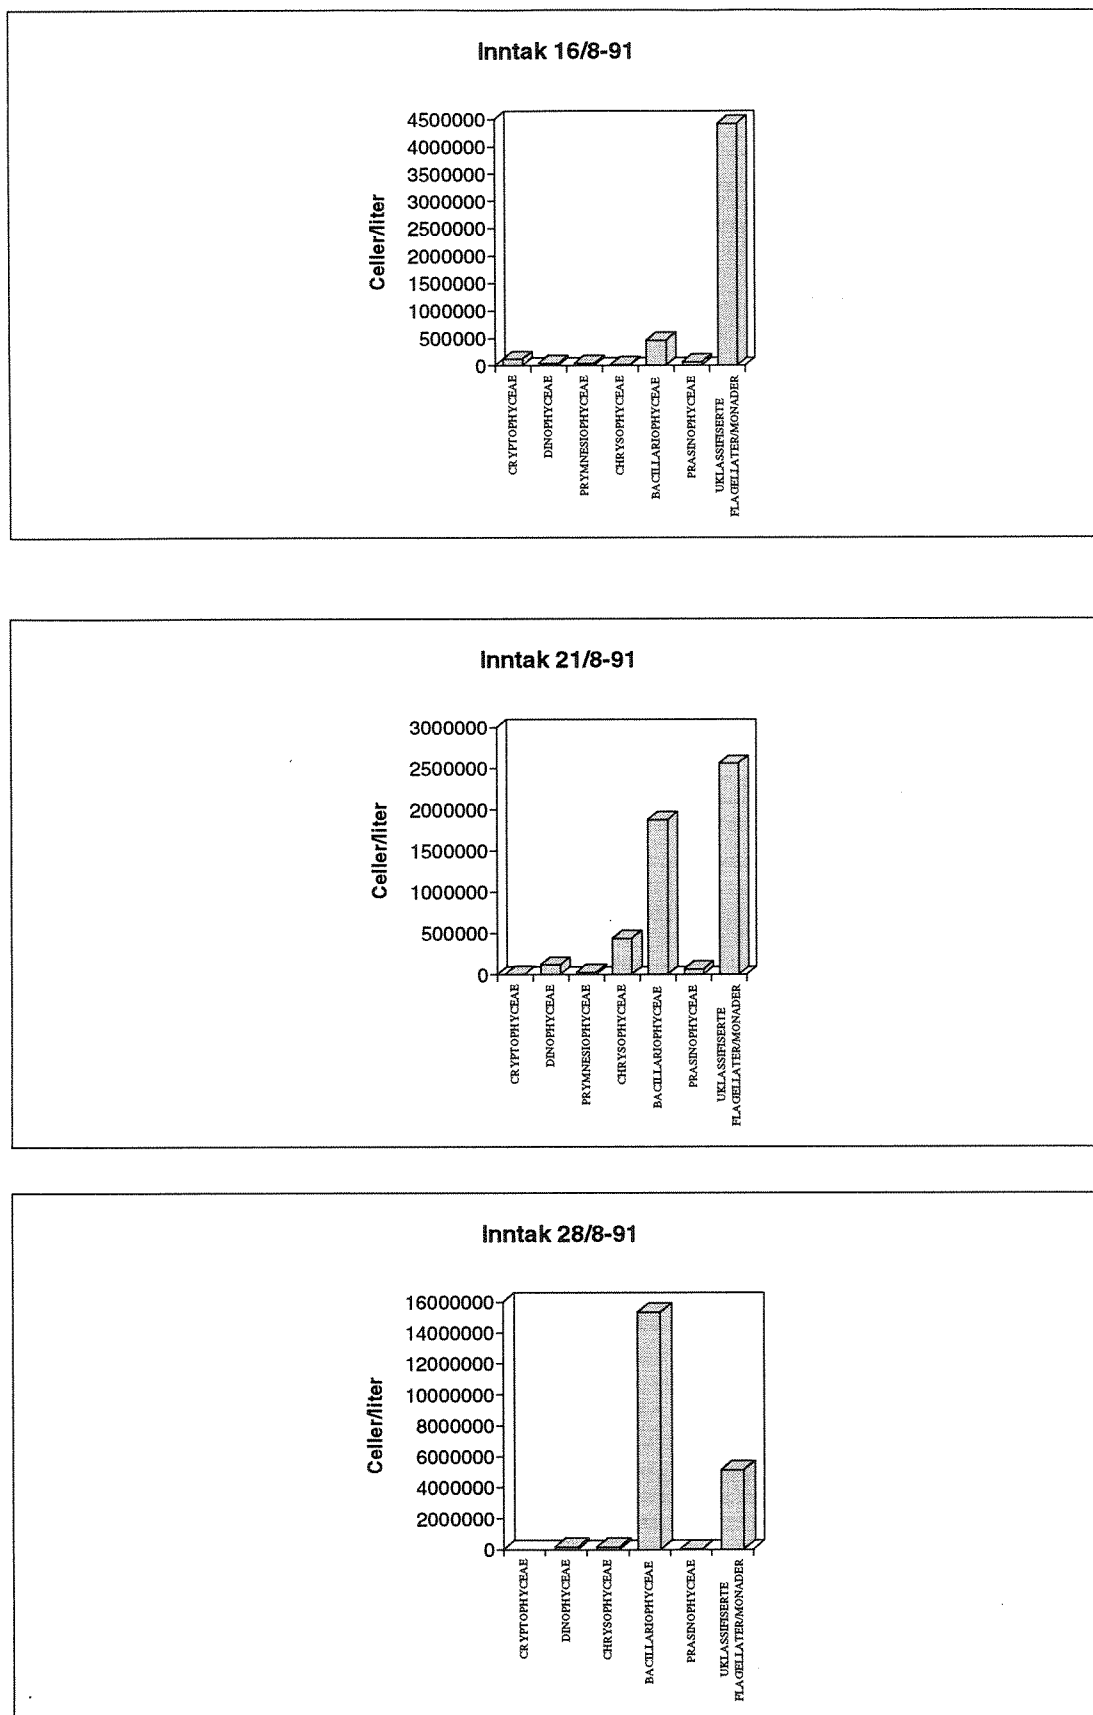 Inntak 16/8-91
Celler/liter
4500000
4000000
3500000
3000000
2500000
2000000
1500000
1000000
500000
0
CRYPTOPHYCEAE
DINOPHYCEAE
PRYMNESIOPHYCEAE
CHRYSOPHYCEAE
BACILLARIOPHYCEAE
PRASINOPHYCEAE
UKLASSIFISERTE
FLAGELLATER/MONADER
Inntak 21/8-91
Celler/liter
3000000
2500000
2000000
1500000
1000000
500000
0
CRYPTOPHYCEAE
DINOPHYCEAE
PRYMNESIOPHYCEAE
CHRYSOPHYCEAE
BACILLARIOPHYCEAE
PRASINOPHYCEAE
UKLASSIFISERTE
FLAGELLATER/MONADER
Inntak 28/8-91
Celler/liter
16000000
14000000
12000000
10000000
8000000
6000000
4000000
2000000
0
CRYPTOPHYCEAE
DINOPHYCEAE
CHRYSOPHYCEAE
BACILLARIOPHYCEAE
PRASINOPHYCEAE
UKLASSIFISERTE
FLAGELLATER/MONADER